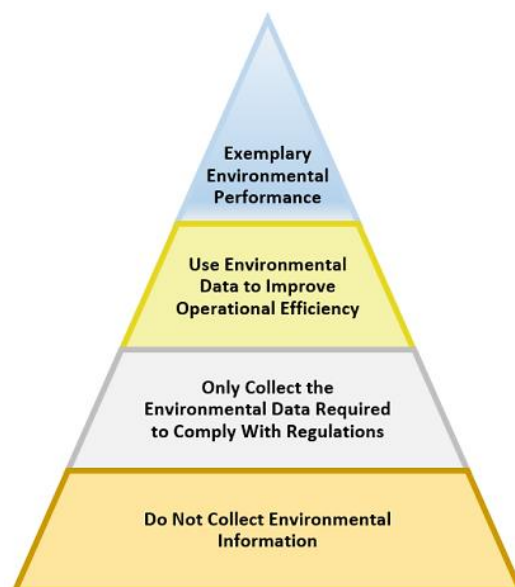 Exemplary
Environmental
Performance
Use Environmental
Data to Improve
Operational Efficiency
Only Collect the
Environmental Data Required
to Comply With Regulations
Do Not Collect Environmental
Information